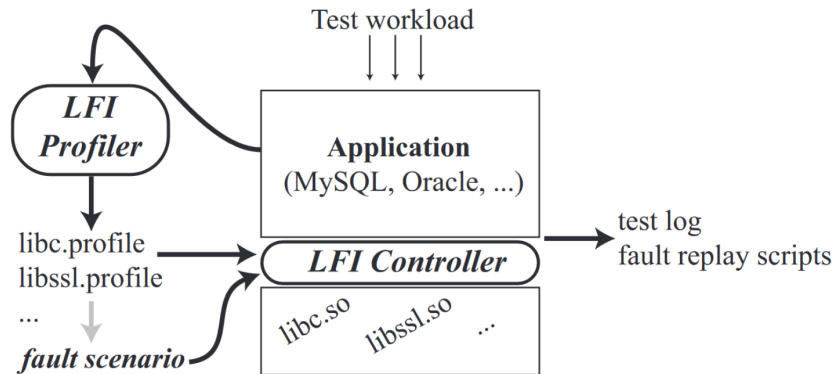 Test workload
LFI
Profiler
Application
(MySQL, Oracle, ...)
libc.profile
libssl.profile
...
fault scenario
LFI Controller
libc.so
libssl.so
...
test log
fault replay scripts